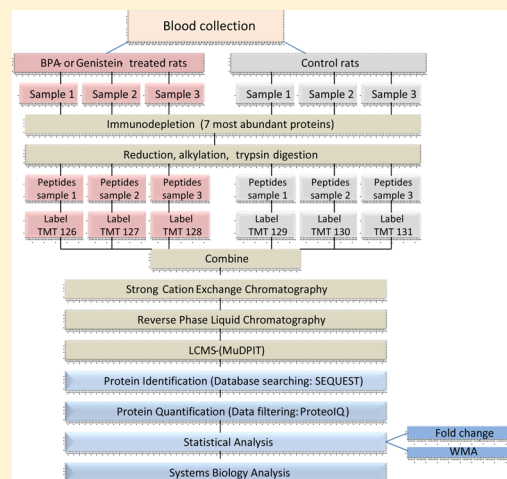 Blood collection
BPA or Genistein treated rats
Control rats
Sample 1
Sample 2
Sample 3
Sample 1
Sample 2
Sample 3
Immunodepletion (7 most abundant proteins)
Reduction, alkylation, trypsin digestion
Peptides
sample 1
Peptides
sample 2
Peptides
sample 3
Peptides
sample 1
Peptides
sample 2
Peptides
sample 3
Label
TMT 126
Label
TMT 127
Label
TMT 128
Label
TMT 129
Label
TMT 130
Label
TMT 131
Combine
Strong Cation Exchange Chromatography
Reverse Phase Liquid Chromatography
LCMS (MuDPIT)
Protein Identification (Database searching: SEQUEST)
Protein Quantification (Data filtering: ProteoIQ)
Statistical Analysis
Fold change
WMA
Systems Biology Analysis